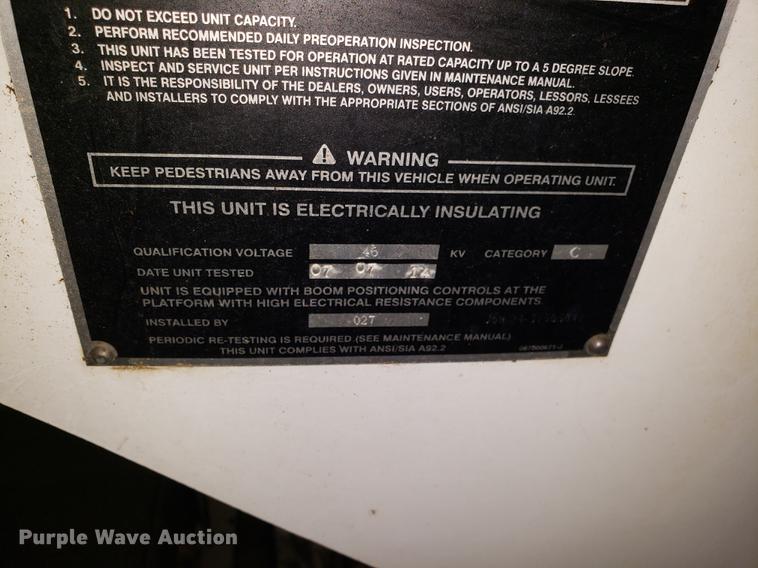 1. DO NOT EXCEED UNIT CAPACITY.
2. PERFORM RECOMMENDED DAILY PREOPERATION INSPECTION.
3. THIS UNIT HAS BEEN TESTED FOR OPERATION AT RATED CAPACITY UP TO A 5 DEGREE SLOPE.
4. INSPECT AND SERVICE UNIT PER INSTRUCTIONS GIVEN IN MAINTENANCE MANUAL.
5. IT IS THE RESPONSIBILITY OF THE DEALERS, OWNERS, USERS, OPERATORS, LESSORS, LESSEES
AND INSTALLERS TO COMPLY WITH THE APPROPRIATE SECTIONS OF ANSI/SIA A92.2.
WARNING
KEEP PEDESTRIANS AWAY FROM THIS VEHICLE WHEN OPERATING UNIT.
THIS UNIT IS ELECTRICALLY INSULATING
QUALIFICATION VOLTAGE 46 KV CATEGORY C
DATE UNIT TESTED 07 07 14
UNIT IS EQUIPPED WITH BOOM POSITIONING CONTROLS AT THE
PLATFORM WITH HIGH ELECTRICAL RESISTANCE COMPONENTS.
INSTALLED BY 027
PERIODIC RE-TESTING IS REQUIRED (SEE MAINTENANCE MANUAL)
THIS UNIT COMPLIES WITH ANSI/SIA A92.2
Purple Wave Auction